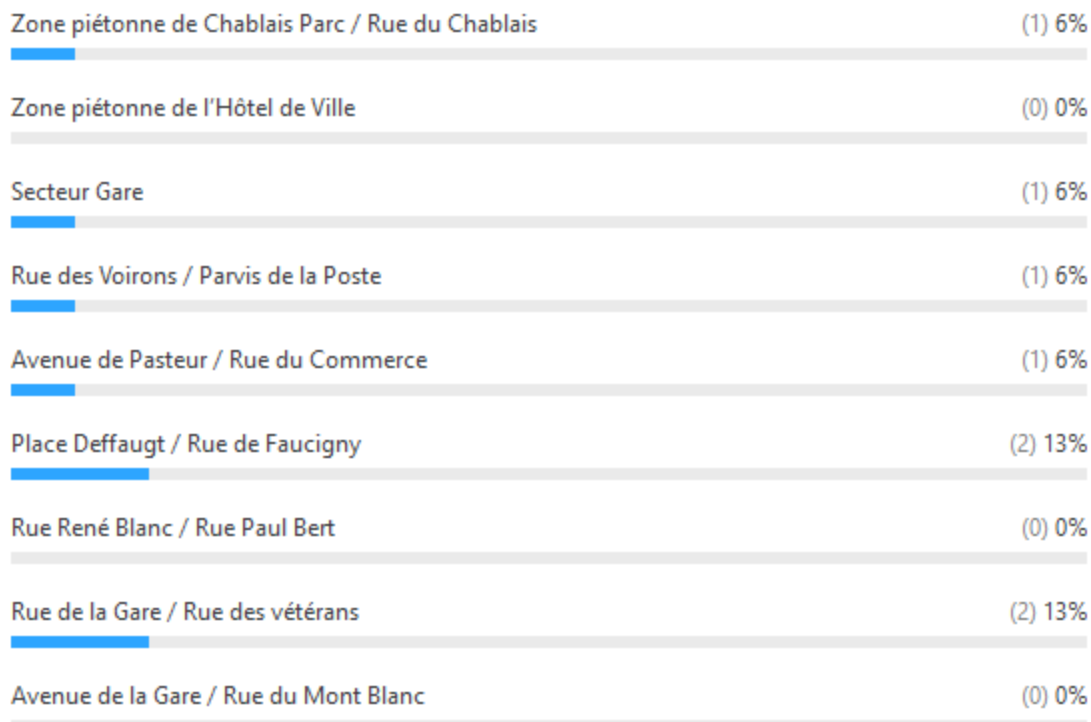 Zone piétonne de Chablais Parc / Rue du Chablais (1) 6%
Zone piétonne de l'Hôtel de Ville (0) 0%
Secteur Gare (1) 6%
Rue des Voirons / Parvis de la Poste (1) 6%
Avenue de Pasteur / Rue du Commerce (1) 6%
Place Deffaugt / Rue de Faucigny (2) 13%
Rue René Blanc / Rue Paul Bert (0) 0%
Rue de la Gare / Rue des vétérans (2) 13%
Avenue de la Gare / Rue du Mont Blanc (0) 0%